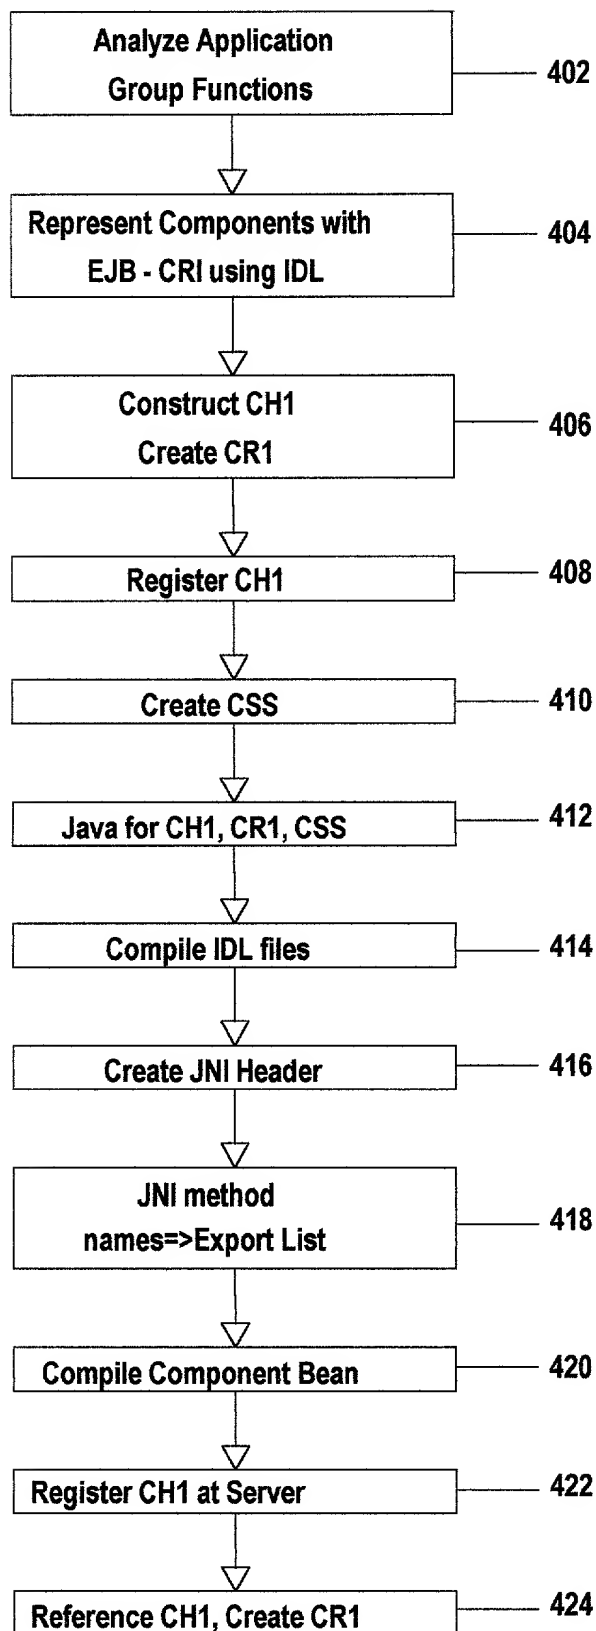 Analyze Application
Group Functions
402
Represent Components with
EJB - CRI using IDL
404
Construct CH1
Create CR1
406
Register CH1
408
Create CSS
410
Java for CH1, CR1, CSS
412
Compile IDL files
414
Create JNI Header
416
JNI method
names=>Export List
418
Compile Component Bean
420
Register CH1 at Server
422
Reference CH1, Create CR1
424